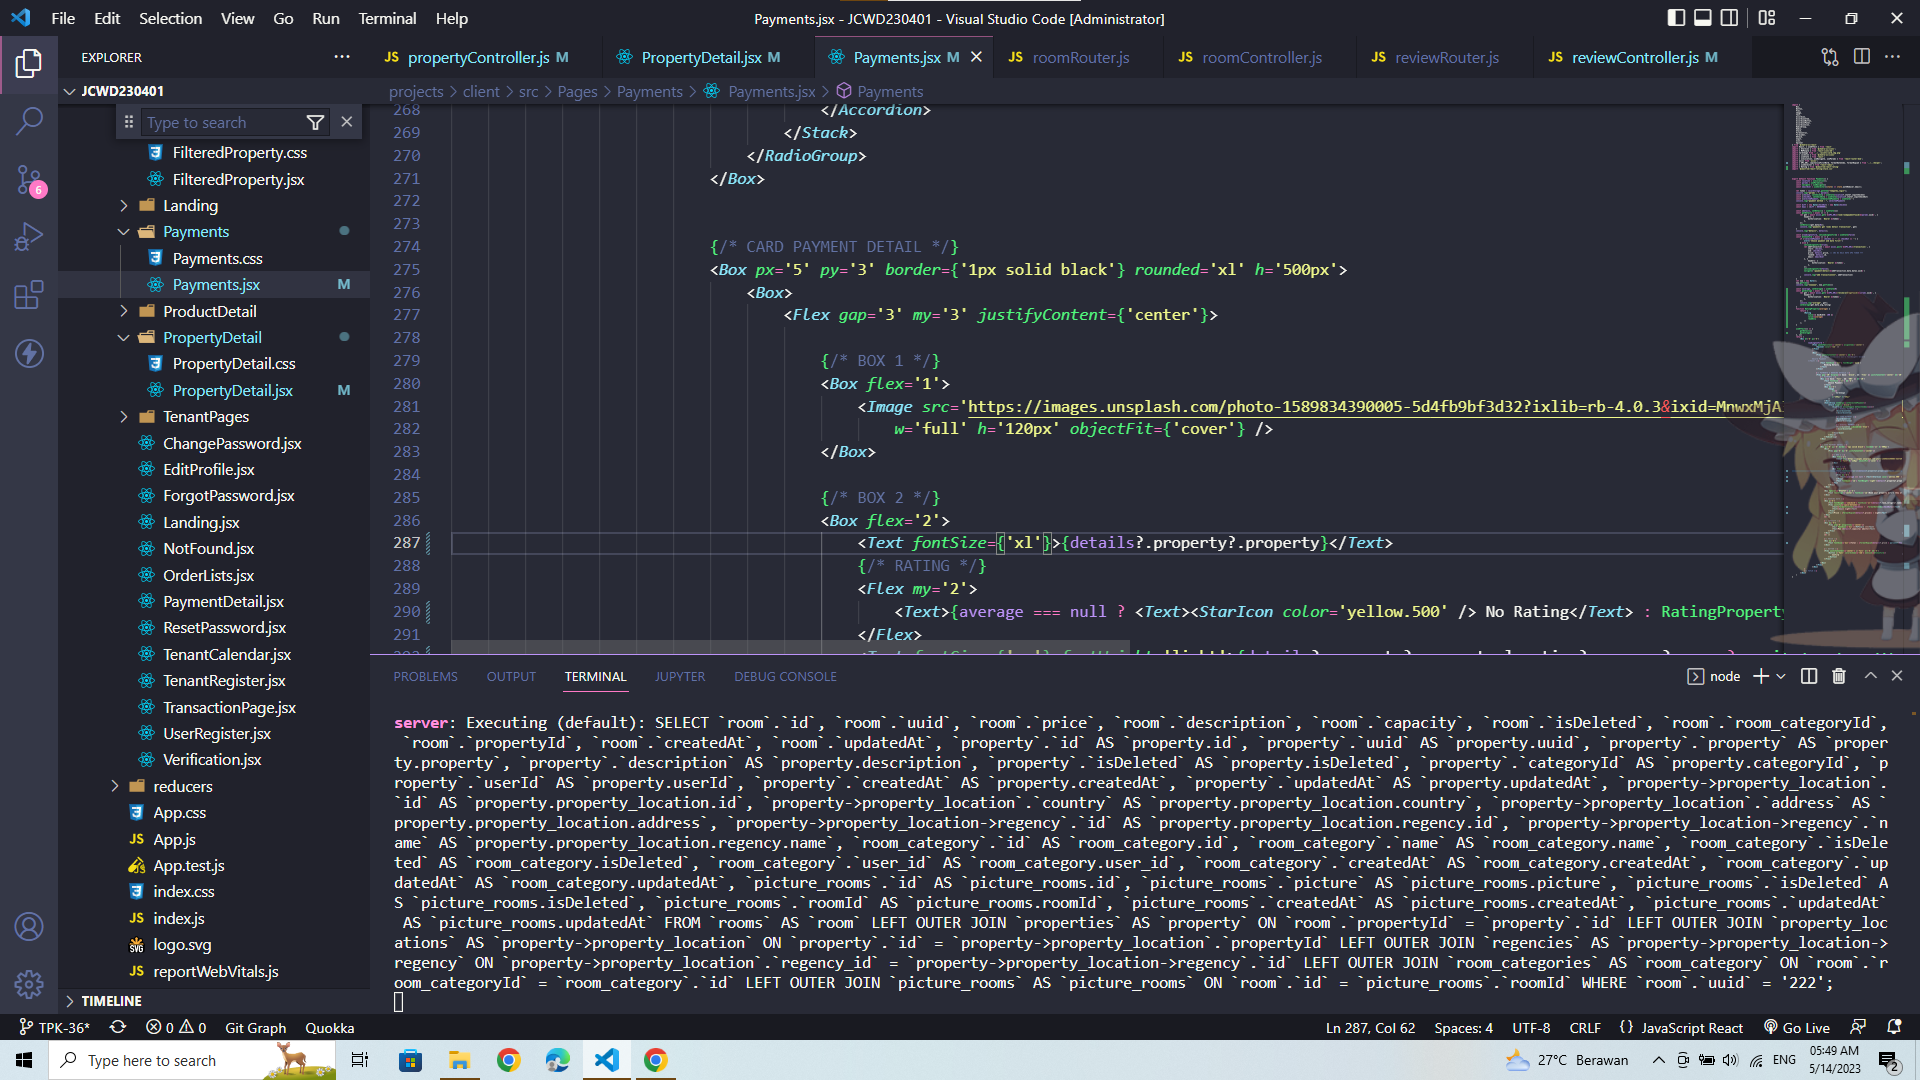 File Edit Selection View Go Run Terminal Help
Payments.jsx - JCWD230401 - Visual Studio Code [Administrator]
EXPLORER
JS propertyController.js M
PropertyDetail.jsx M
Payments.jsx M
JS roomRouter.js
JS roomController.js
JS reviewRouter.js
JS reviewController.js M
JCWD230401
projects > client > src > Pages > Payments > Payments.jsx > Payments
Type to search
FilteredProperty.css
FilteredProperty.jsx
Landing
Payments
Payments.css
Payments.jsx M
ProductDetail
PropertyDetail
PropertyDetail.css
PropertyDetail.jsx M
TenantPages
ChangePassword.jsx
EditProfile.jsx
ForgotPassword.jsx
Landing.jsx
NotFound.jsx
OrderLists.jsx
PaymentDetail.jsx
ResetPassword.jsx
TenantCalendar.jsx
TenantRegister.jsx
TransactionPage.jsx
UserRegister.jsx
Verification.jsx
reducers
App.css
JS App.js
App.test.js
index.css
JS index.js
logo.svg
JS reportWebVitals.js
TIMELINE
6
268 </Accordion>
269 </Stack>
270 </RadioGroup>
271 </Box>
272
273
274 {/* CARD PAYMENT DETAIL */}
275 <Box px='5' py='3' border={'1px solid black'} rounded='xl' h='500px'>
276 <Box>
277 <Flex gap='3' my='3' justifyContent={'center'}>
278
279 {/* BOX 1 */}
280 <Box flex='1'>
281 <Image src='https://images.unsplash.com/photo-1589834390005-5d4fb9bf3d32?ixlib=rb-4.0.3&ixid=MnwxMjA
282 w='full' h='120px' objectFit={'cover'} />
283 </Box>
284
285 {/* BOX 2 */}
286 <Box flex='2'>
287 <Text fontSize={'xl'}>{details?.property?.property}</Text>
288 {/* RATING */}
289 <Flex my='2'>
290 <Text>{average === null ? <Text><StarIcon color='yellow.500' /> No Rating</Text> : RatingProperty
291 </Flex>
PROBLEMS OUTPUT TERMINAL JUPYTER DEBUG CONSOLE
node
server: Executing (default): SELECT `room`.`id`, `room`.`uuid`, `room`.`price`, `room`.`description`, `room`.`capacity`, `room`.`isDeleted`, `room`.`room_categoryId`,
`room`.`propertyId`, `room`.`createdAt`, `room`.`updatedAt`, `property`.`id` AS `property.id`, `property`.`uuid` AS `property.uuid`, `property`.`property` AS `proper
ty.property`, `property`.`description` AS `property.description`, `property`.`isDeleted` AS `property.isDeleted`, `property`.`categoryId` AS `property.categoryId`, `p
roperty`.`userId` AS `property.userId`, `property`.`createdAt` AS `property.createdAt`, `property`.`updatedAt` AS `property.updatedAt`, `property->property_location`.
`id` AS `property.property_location.id`, `property->property_location`.`country` AS `property.property_location.country`, `property->property_location`.`address` AS `
property.property_location.address`, `property->property_location->regency`.`id` AS `property.property_location.regency.id`, `property->property_location->regency`.`n
ame` AS `property.property_location.regency.name`, `room_category`.`id` AS `room_category.id`, `room_category`.`name` AS `room_category.name`, `room_category`.`isDele
ted` AS `room_category.isDeleted`, `room_category`.`user_id` AS `room_category.user_id`, `room_category`.`createdAt` AS `room_category.createdAt`, `room_category`.`up
datedAt` AS `room_category.updatedAt`, `picture_rooms`.`id` AS `picture_rooms.id`, `picture_rooms`.`picture` AS `picture_rooms.picture`, `picture_rooms`.`isDeleted` A
S `picture_rooms.isDeleted`, `picture_rooms`.`roomId` AS `picture_rooms.roomId`, `picture_rooms`.`createdAt` AS `picture_rooms.createdAt`, `picture_rooms`.`updatedAt`
AS `picture_rooms.updatedAt` FROM `rooms` AS `room` LEFT OUTER JOIN `properties` AS `property` ON `room`.`propertyId` = `property`.`id` LEFT OUTER JOIN `property_loc
ations` AS `property->property_location` ON `property`.`id` = `property->property_location`.`propertyId` LEFT OUTER JOIN `regencies` AS `property->property_location->
regency` ON `property->property_location`.`regency_id` = `property->property_location->regency`.`id` LEFT OUTER JOIN `room_categories` AS `room_category` ON `room`.`r
oom_categoryId` = `room_category`.`id` LEFT OUTER JOIN `picture_rooms` AS `picture_rooms` ON `room`.`id` = `picture_rooms`.`roomId` WHERE `room`.`uuid` = '222';
TPK-36* 0 0 Git Graph Quokka
Ln 287, Col 62 Spaces: 4 UTF-8 CRLF {} JavaScript React Go Live
Type here to search
27°C Berawan ENG
05:49 AM
5/14/2023
2